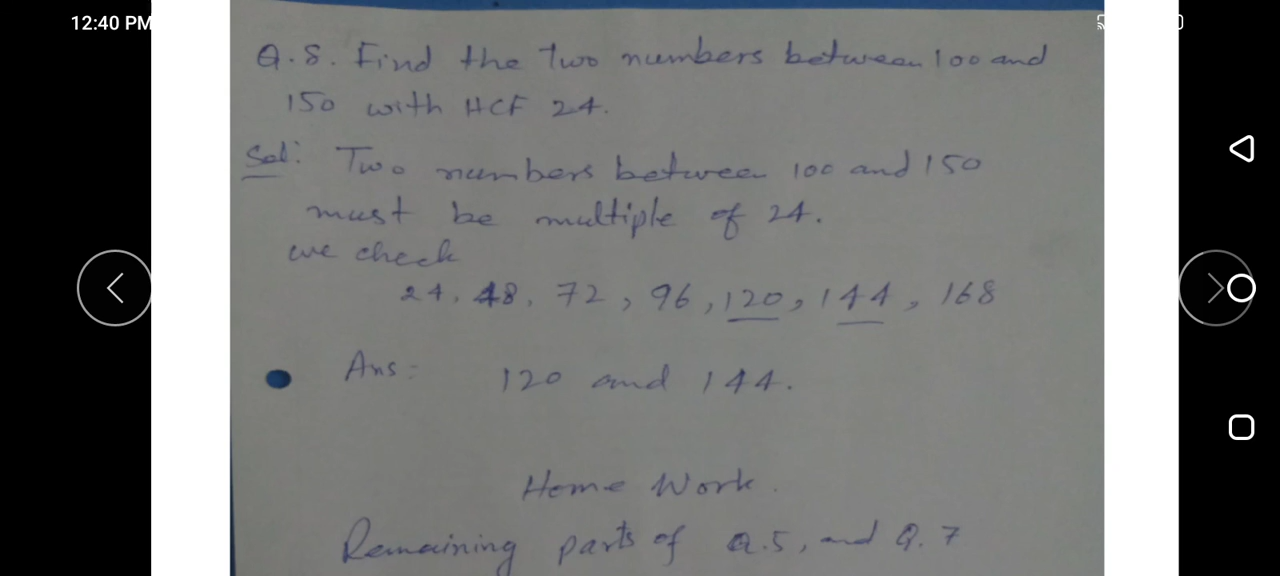 12:40 PM
Q.8. Find the Two numbers between 100 and
150 with HCF 24.
Sol: Two numbers between 100 and 150
must be multiple of 24.
we check
24, 48, 72, 96, 120, 144, 168
Ans: 120 and 144.
Home Work.
Remaining parts of Q.5, and Q.7